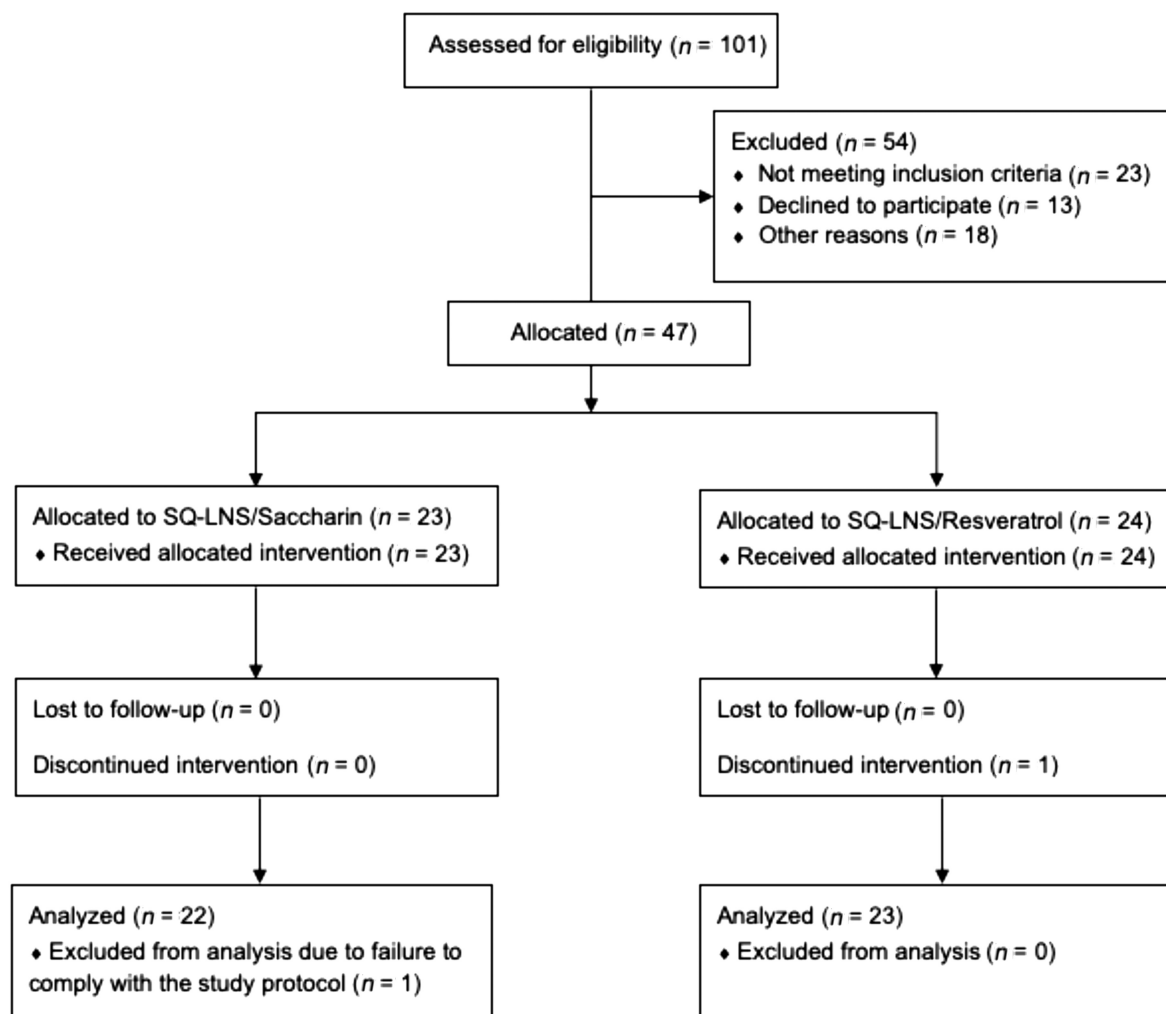 Assessed for eligibility (n = 101)
Excluded (n = 54)
♦ Not meeting inclusion criteria (n = 23)
♦ Declined to participate (n = 13)
♦ Other reasons (n = 18)
Allocated (n = 47)
Allocated to SQ-LNS/Saccharin (n = 23)
♦ Received allocated intervention (n = 23)
Allocated to SQ-LNS/Resveratrol (n = 24)
♦ Received allocated intervention (n = 24)
Lost to follow-up (n = 0)
Discontinued intervention (n = 0)
Lost to follow-up (n = 0)
Discontinued intervention (n = 1)
Analyzed (n = 22)
♦ Excluded from analysis due to failure to
comply with the study protocol (n = 1)
Analyzed (n = 23)
♦ Excluded from analysis (n = 0)